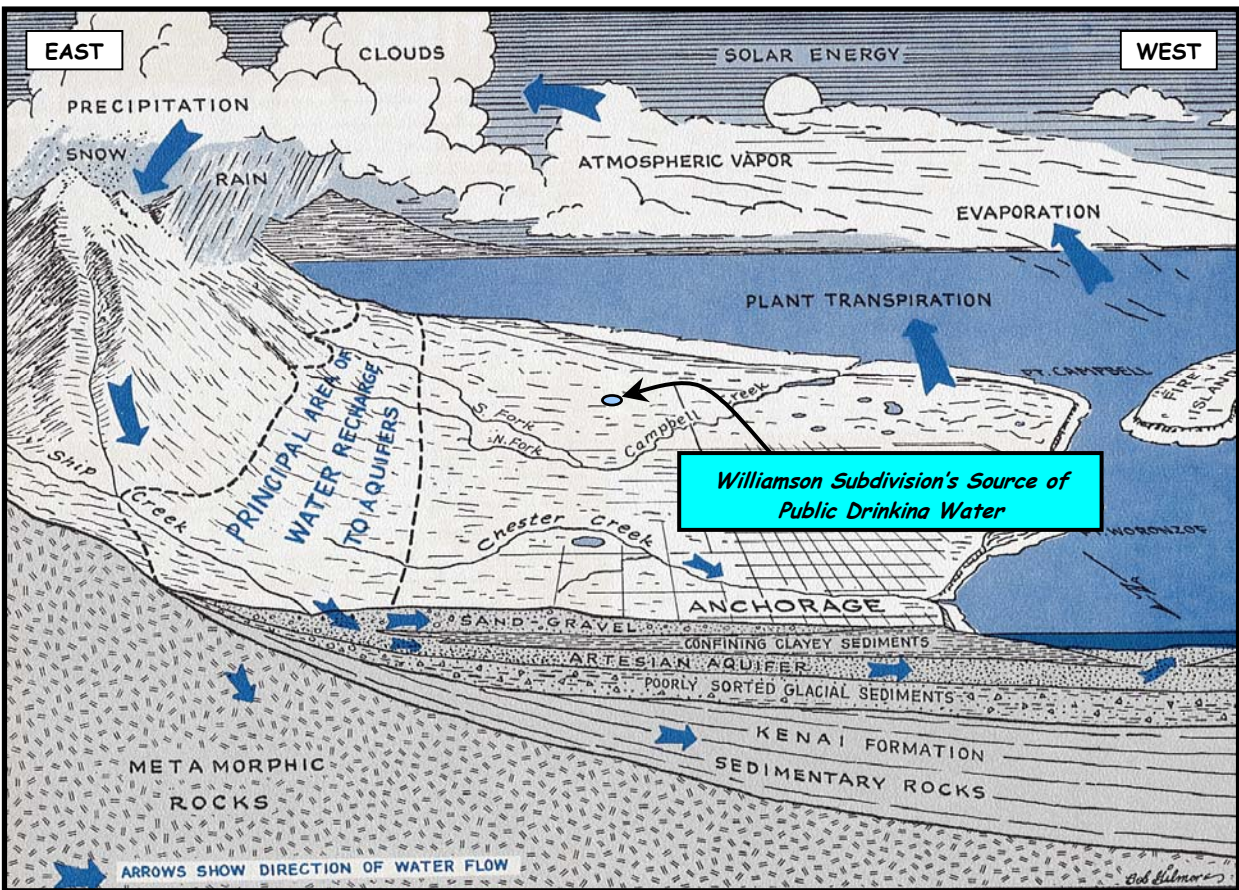 EAST
CLOUDS
SOLAR ENERGY
WEST
PRECIPITATION
SNOW
RAIN
ATMOSPHERIC VAPOR
EVAPORATION
PLANT TRANSPIRATION
PT. CAMPBELL
FIRE
ISLAND
PRINCIPAL AREA OF
WATER RECHARGE
TO AQUIFERS
S. Fork
N. Fork
Campbell Creek
Williamson Subdivision's Source of
Public Drinking Water
Ship
Creek
Chester Creek
WORONZOF
ANCHORAGE
SAND-GRAVEL
CONFINING CLAYEY SEDIMENTS
ARTESIAN AQUIFER
POORLY SORTED GLACIAL SEDIMENTS
KENAI FORMATION
SEDIMENTARY ROCKS
METAMORPHIC
ROCKS
ARROWS SHOW DIRECTION OF WATER FLOW
Bob Gilmore